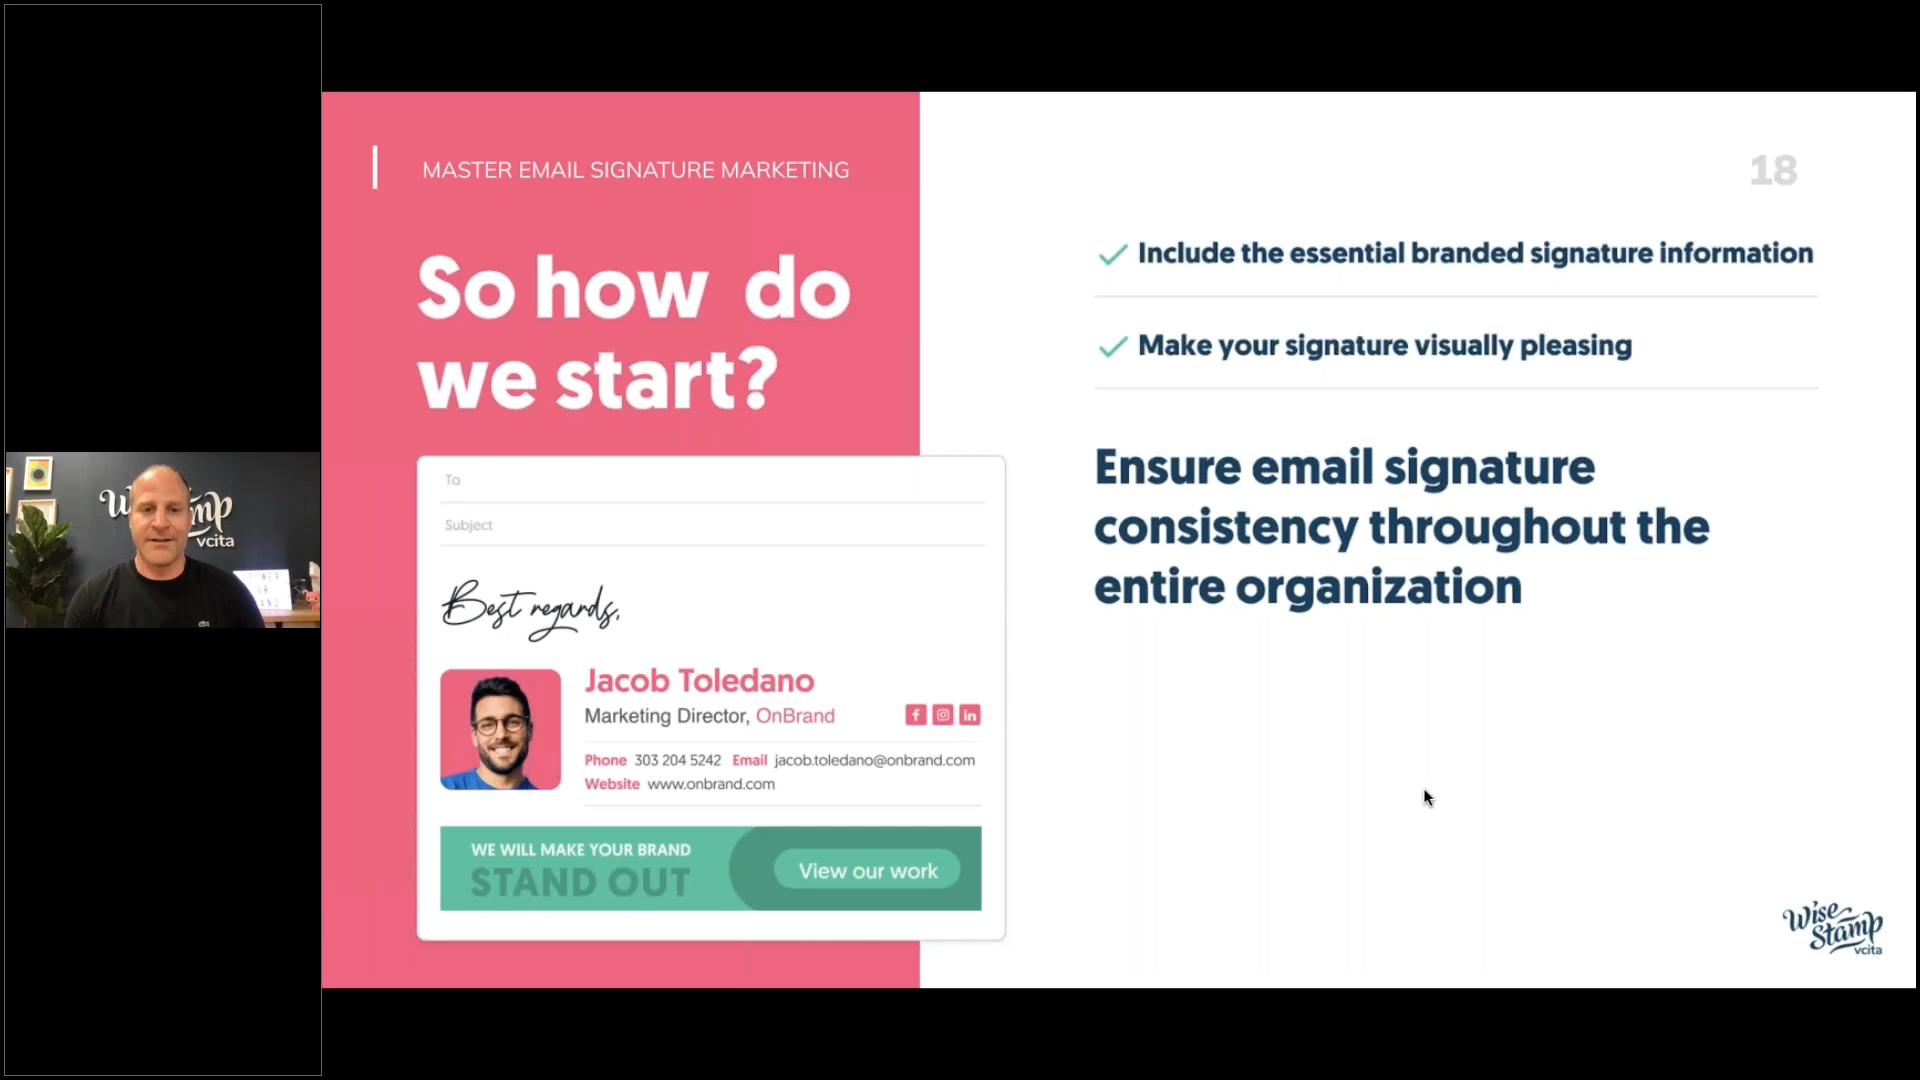 MASTER EMAIL SIGNATURE MARKETING
So how do
we start?
To
Subject
Best regards,
Jacob Toledano
Marketing Director, OnBrand
Phone 303 204 5242 Email jacob.toledano@onbrand.com
Website www.onbrand.com
WE WILL MAKE YOUR BRAND
STAND OUT
View our work
18
Include the essential branded signature information
Make your signature visually pleasing
Ensure email signature
consistency throughout the
entire organization
Wise
Stamp
vcita
vcita